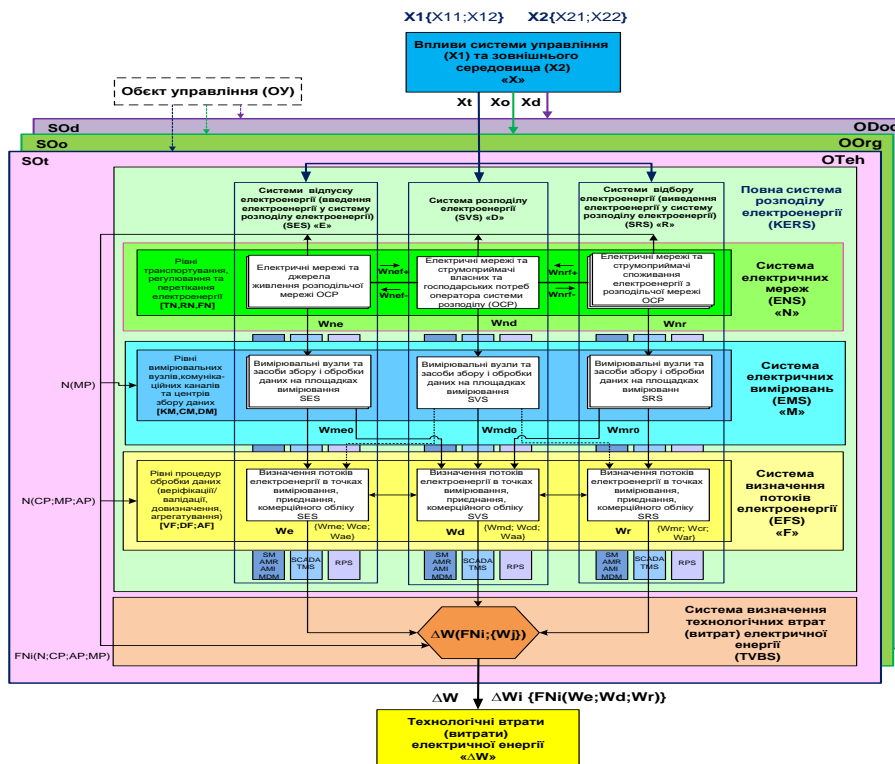 X1{X11;X12}
X2{X21;X22}
Впливи системи управління
(X1) та зовнішнього
середовища (X2)
«X»
Обєкт управління (ОУ)
Xt
Xo
Xd
SOd
ODoc
SOo
OOrg
SOt
OTeh
Системи відпуску
електроенергії (введення
електроенергії у систему
розподілу електроенергії)
(SES) «E»
Система розподілу
електроенергії
(SVS) «D»
Системи відбору
електроенергії (виведення
електроенергії у систему
розподілу електроенергії)
(SRS) «R»
Повна система
розподілу
електроенергії
(KERS)
Рівні
транспортування,
регулювання та
перетікання
електроенергії
[TN,RN,FN]
Електричні мережі та
джерела
живлення розподільчої
мережі ОСР
Wnef+
Wnef-
Електричні мережі та
струмоприймачі
власних та
господарських потреб
оператора системи
розподілу (ОСР)
Wnrf+
Wnrf-
Електричні мережі та
струмоприймачі
споживання
електроенергії з
розподільчої мережі ОСР
Система
електричних
мереж
(ENS)
«N»
Wne
Wnd
Wnr
N(MP)
Рівні
вимірювальних
вузлів,комуніка-
ційних каналів
та центрів
збору даних
[KM,CM,DM]
Вимірювальні вузли та
засоби збору і обробки
даних на площадках
вимірювання
SES
Вимірювальні вузли та
засоби збору і обробки
даних на площадках
вимірювання
SVS
Вимірювальні вузли та
засоби збору і обробки
даних на площадках
вимірюванн
SRS
Система
електричних
вимірювань
(EMS)
«M»
Wme0
Wmd0
Wmr0
N(CP;MP;AP)
Рівні процедур
обробки даних
(веріфікаціїї/
валідації,
довизначення,
агрегатування)
[VF;DF;AF]
Визначення потоків
електроенергії в точках
вимірювання,
приєднання,
комерційного обліку
SES
Визначення потоків
електроенергії в точках
вимірювання,
приєднання,
комерційного обліку
SVS
Визначення потоків
електроенергії в точках
вимірювання,
приєднання,
комерційного обліку
SRS
Система
визначення
потоків
електроенергії
(EFS)
«F»
We
{Wme; Wce;
Wae}
Wd
{Wmd; Wcd;
Waa}
Wr
{Wmr; Wcr;
War}
SM
AMR
AMI
MDM
SCADA
TMS
RPS
SM
AMR
AMI
MDM
SCADA
TMS
RPS
SM
AMR
AMI
MDM
SCADA
TMS
RPS
ΔW(FNi;{Wj})
Система визначення
технологічних втрат
(витрат) електричної
енергії
(TVBS)
FNi(N;CP;AP;MP)
ΔW
ΔWi {FNi(We;Wd;Wr)}
Технологічні втрати
(витрати)
електричної енергії
«ΔW»